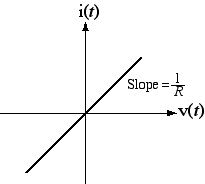 i(t)
Slope = 1/R
v(t)